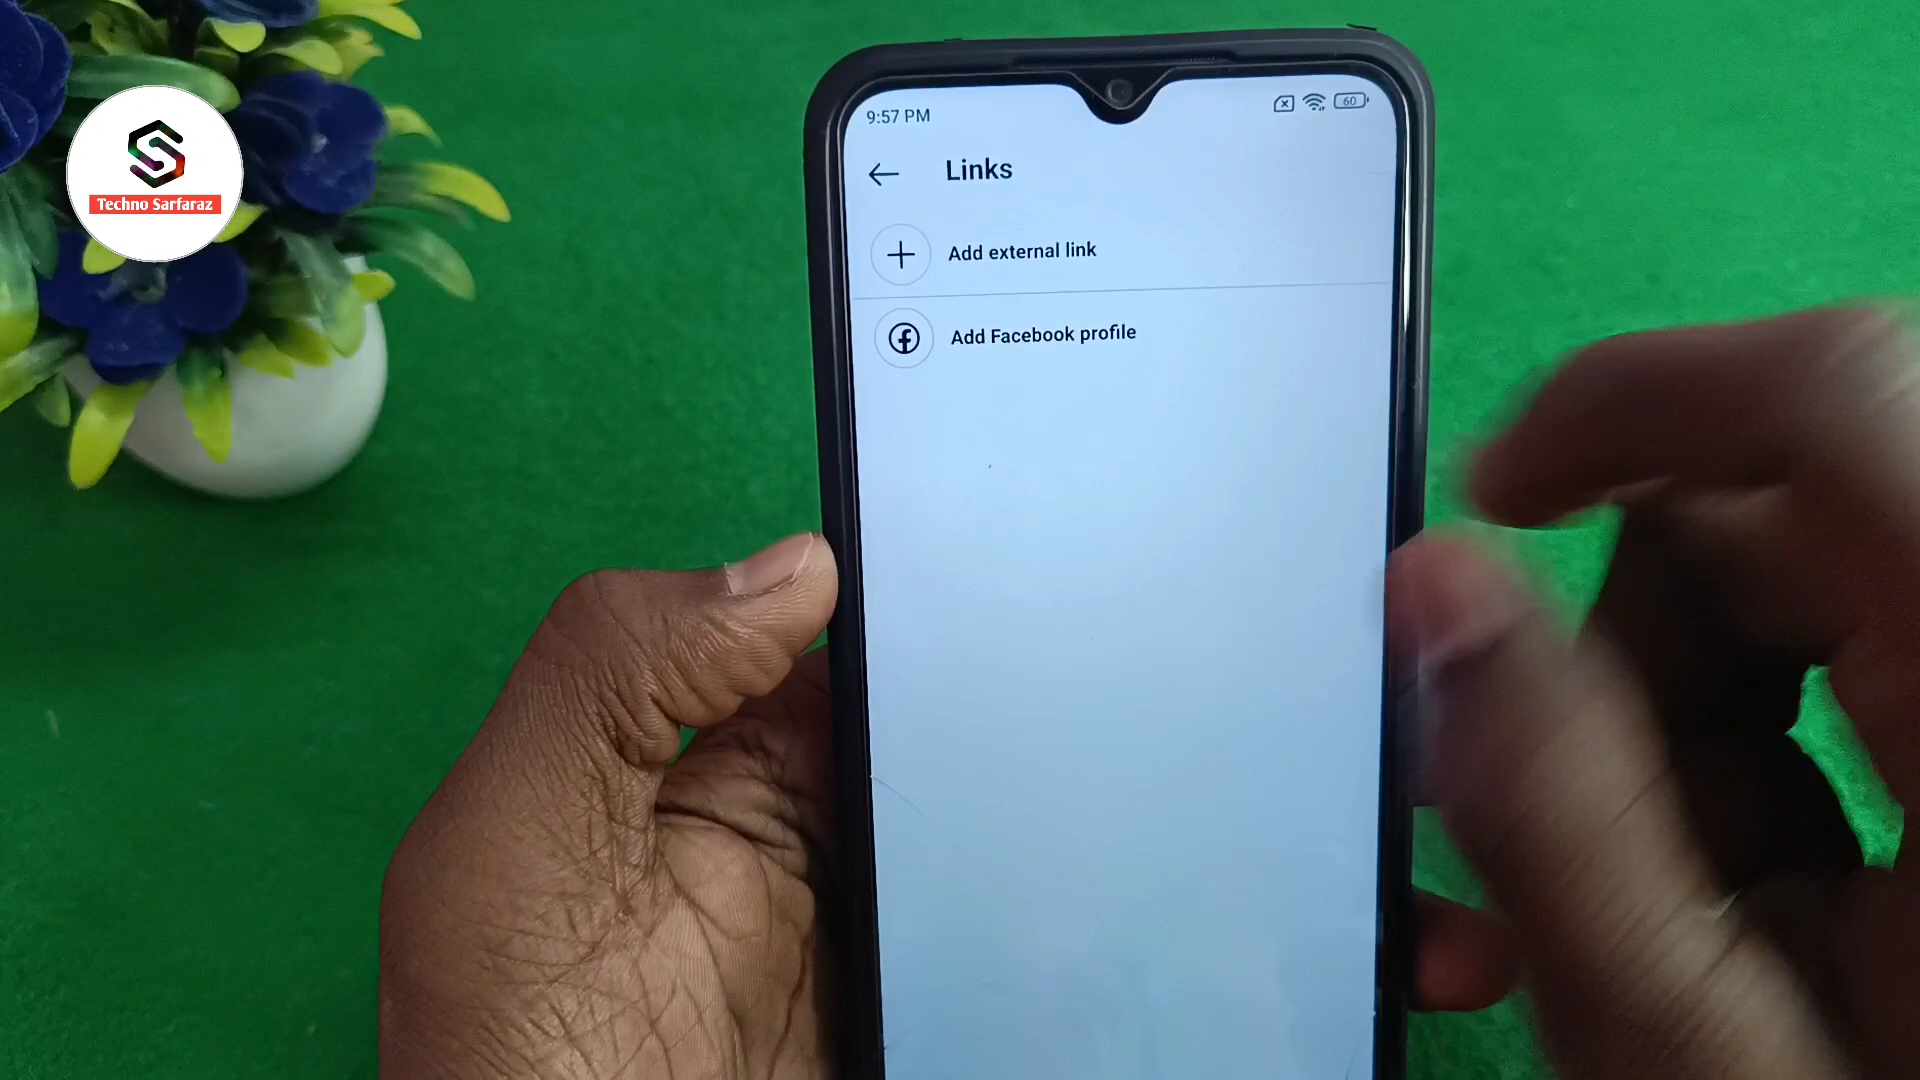 Techno Sarfaraz
9:57 PM
60
Links
Add external link
Add Facebook profile